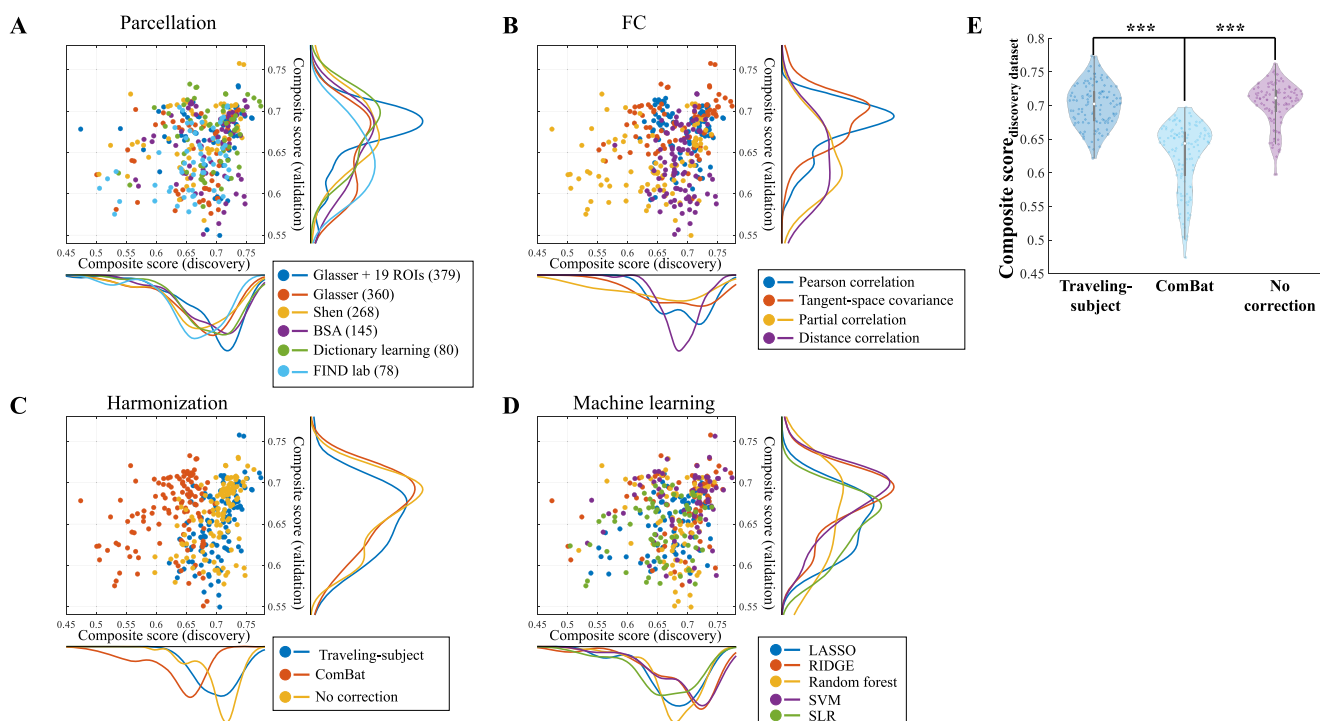 A Parcellation
0.75
0.7
0.65
0.6
0.55
Composite score (validation)
0.45 0.5 0.55 0.6 0.65 0.7 0.75
Composite score (discovery)
Glasser + 19 ROIs (379)
Glasser (360)
Shen (268)
BSA (145)
Dictionary learning (80)
FIND lab (78)
B FC
0.75
0.7
0.65
0.6
0.55
Composite score (validation)
0.45 0.5 0.55 0.6 0.65 0.7 0.75
Composite score (discovery)
Pearson correlation
Tangent-space covariance
Partial correlation
Distance correlation
E
*** ***
0.8
0.75
0.7
0.65
0.6
0.55
0.5
0.45
Composite score discovery dataset
Traveling-
subject
ComBat
No
correction
C Harmonization
0.75
0.7
0.65
0.6
0.55
Composite score (validation)
0.45 0.5 0.55 0.6 0.65 0.7 0.75
Composite score (discovery)
Traveling-subject
ComBat
No correction
D Machine learning
0.75
0.7
0.65
0.6
0.55
Composite score (validation)
0.45 0.5 0.55 0.6 0.65 0.7 0.75
Composite score (discovery)
LASSO
RIDGE
Random forest
SVM
SLR